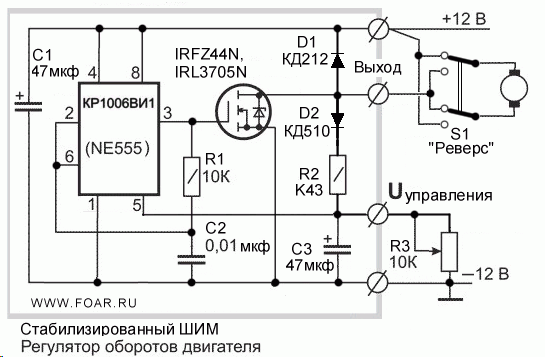 +12 В
D1
КД212
C1
47мкф
IRFZ44N,
IRL3705N
Выход
4
8
КР1006ВИ1
(NE555)
2
6
3
1
5
D2
КД510
S1
"Реверс"
R1
10К
R2
К43
U управления
C2
0,01 мкф
C3
47мкф
R3
10К
–12 В
WWW.FOAR.RU
Стабилизированный ШИМ
Регулятор оборотов двигателя